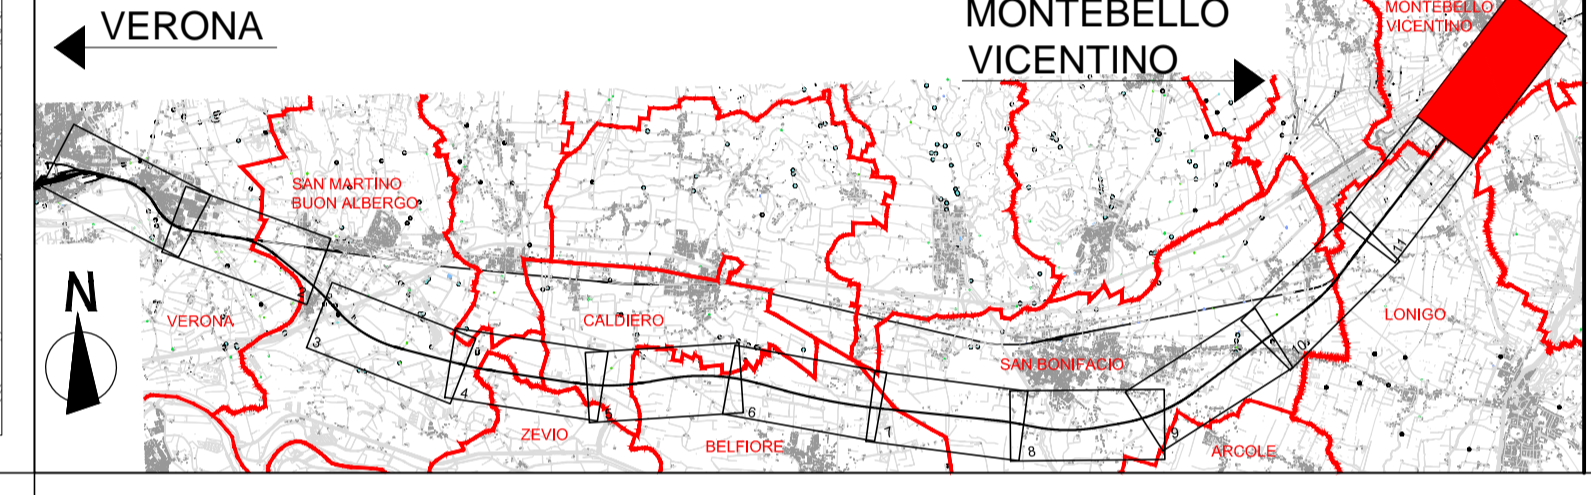 VERONA
MONTEBELLO
VICENTINO
MONTEBELLO
VICENTINO
SAN MARTINO
BUON ALBERGO
N
VERONA
CALDIERO
SAN BONIFACIO
LONIGO
ZEVIO
BELFIORE
ARCOLE
2
3
4
5
6
7
8
9
10
11